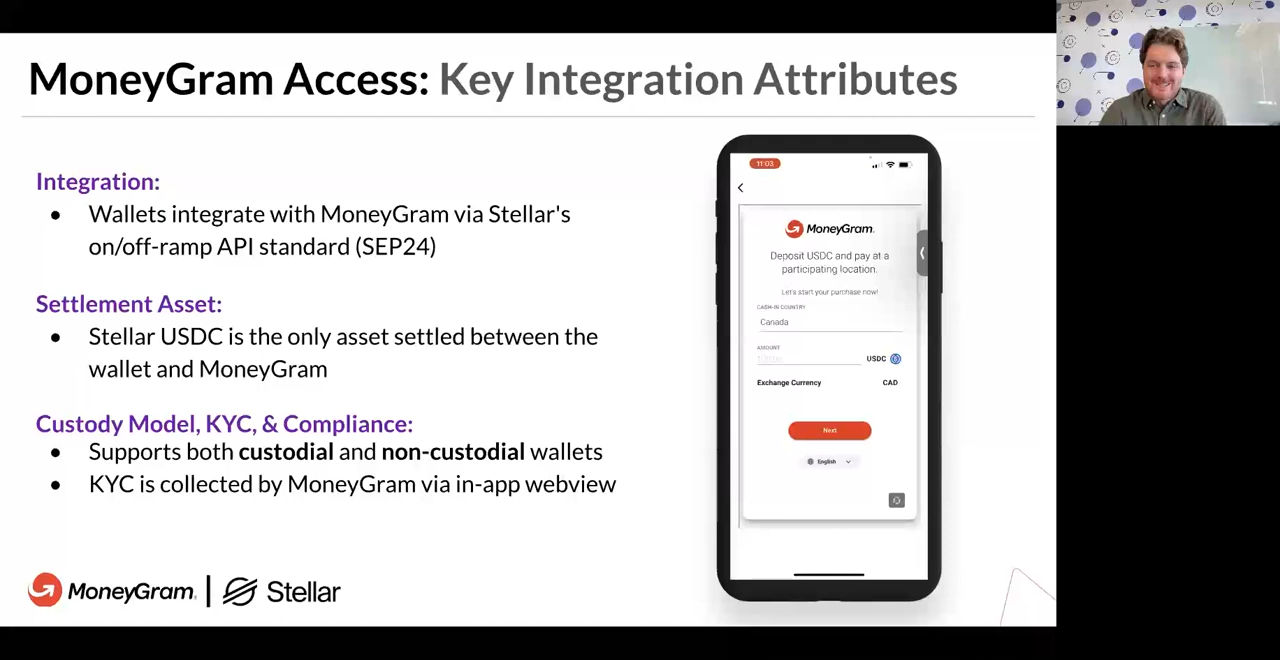 MoneyGram Access: Key Integration Attributes
Integration:
● Wallets integrate with MoneyGram via Stellar's
on/off-ramp API standard (SEP24)
Settlement Asset:
● Stellar USDC is the only asset settled between the
wallet and MoneyGram
Custody Model, KYC, & Compliance:
● Supports both custodial and non-custodial wallets
● KYC is collected by MoneyGram via in-app webview
MoneyGram. | Stellar
11:03
MoneyGram.
Deposit USDC and pay at a
participating location.
Let's start your purchase now!
CASH-IN COUNTRY
Canada
AMOUNT
USDC
Exchange Currency CAD
Next
English